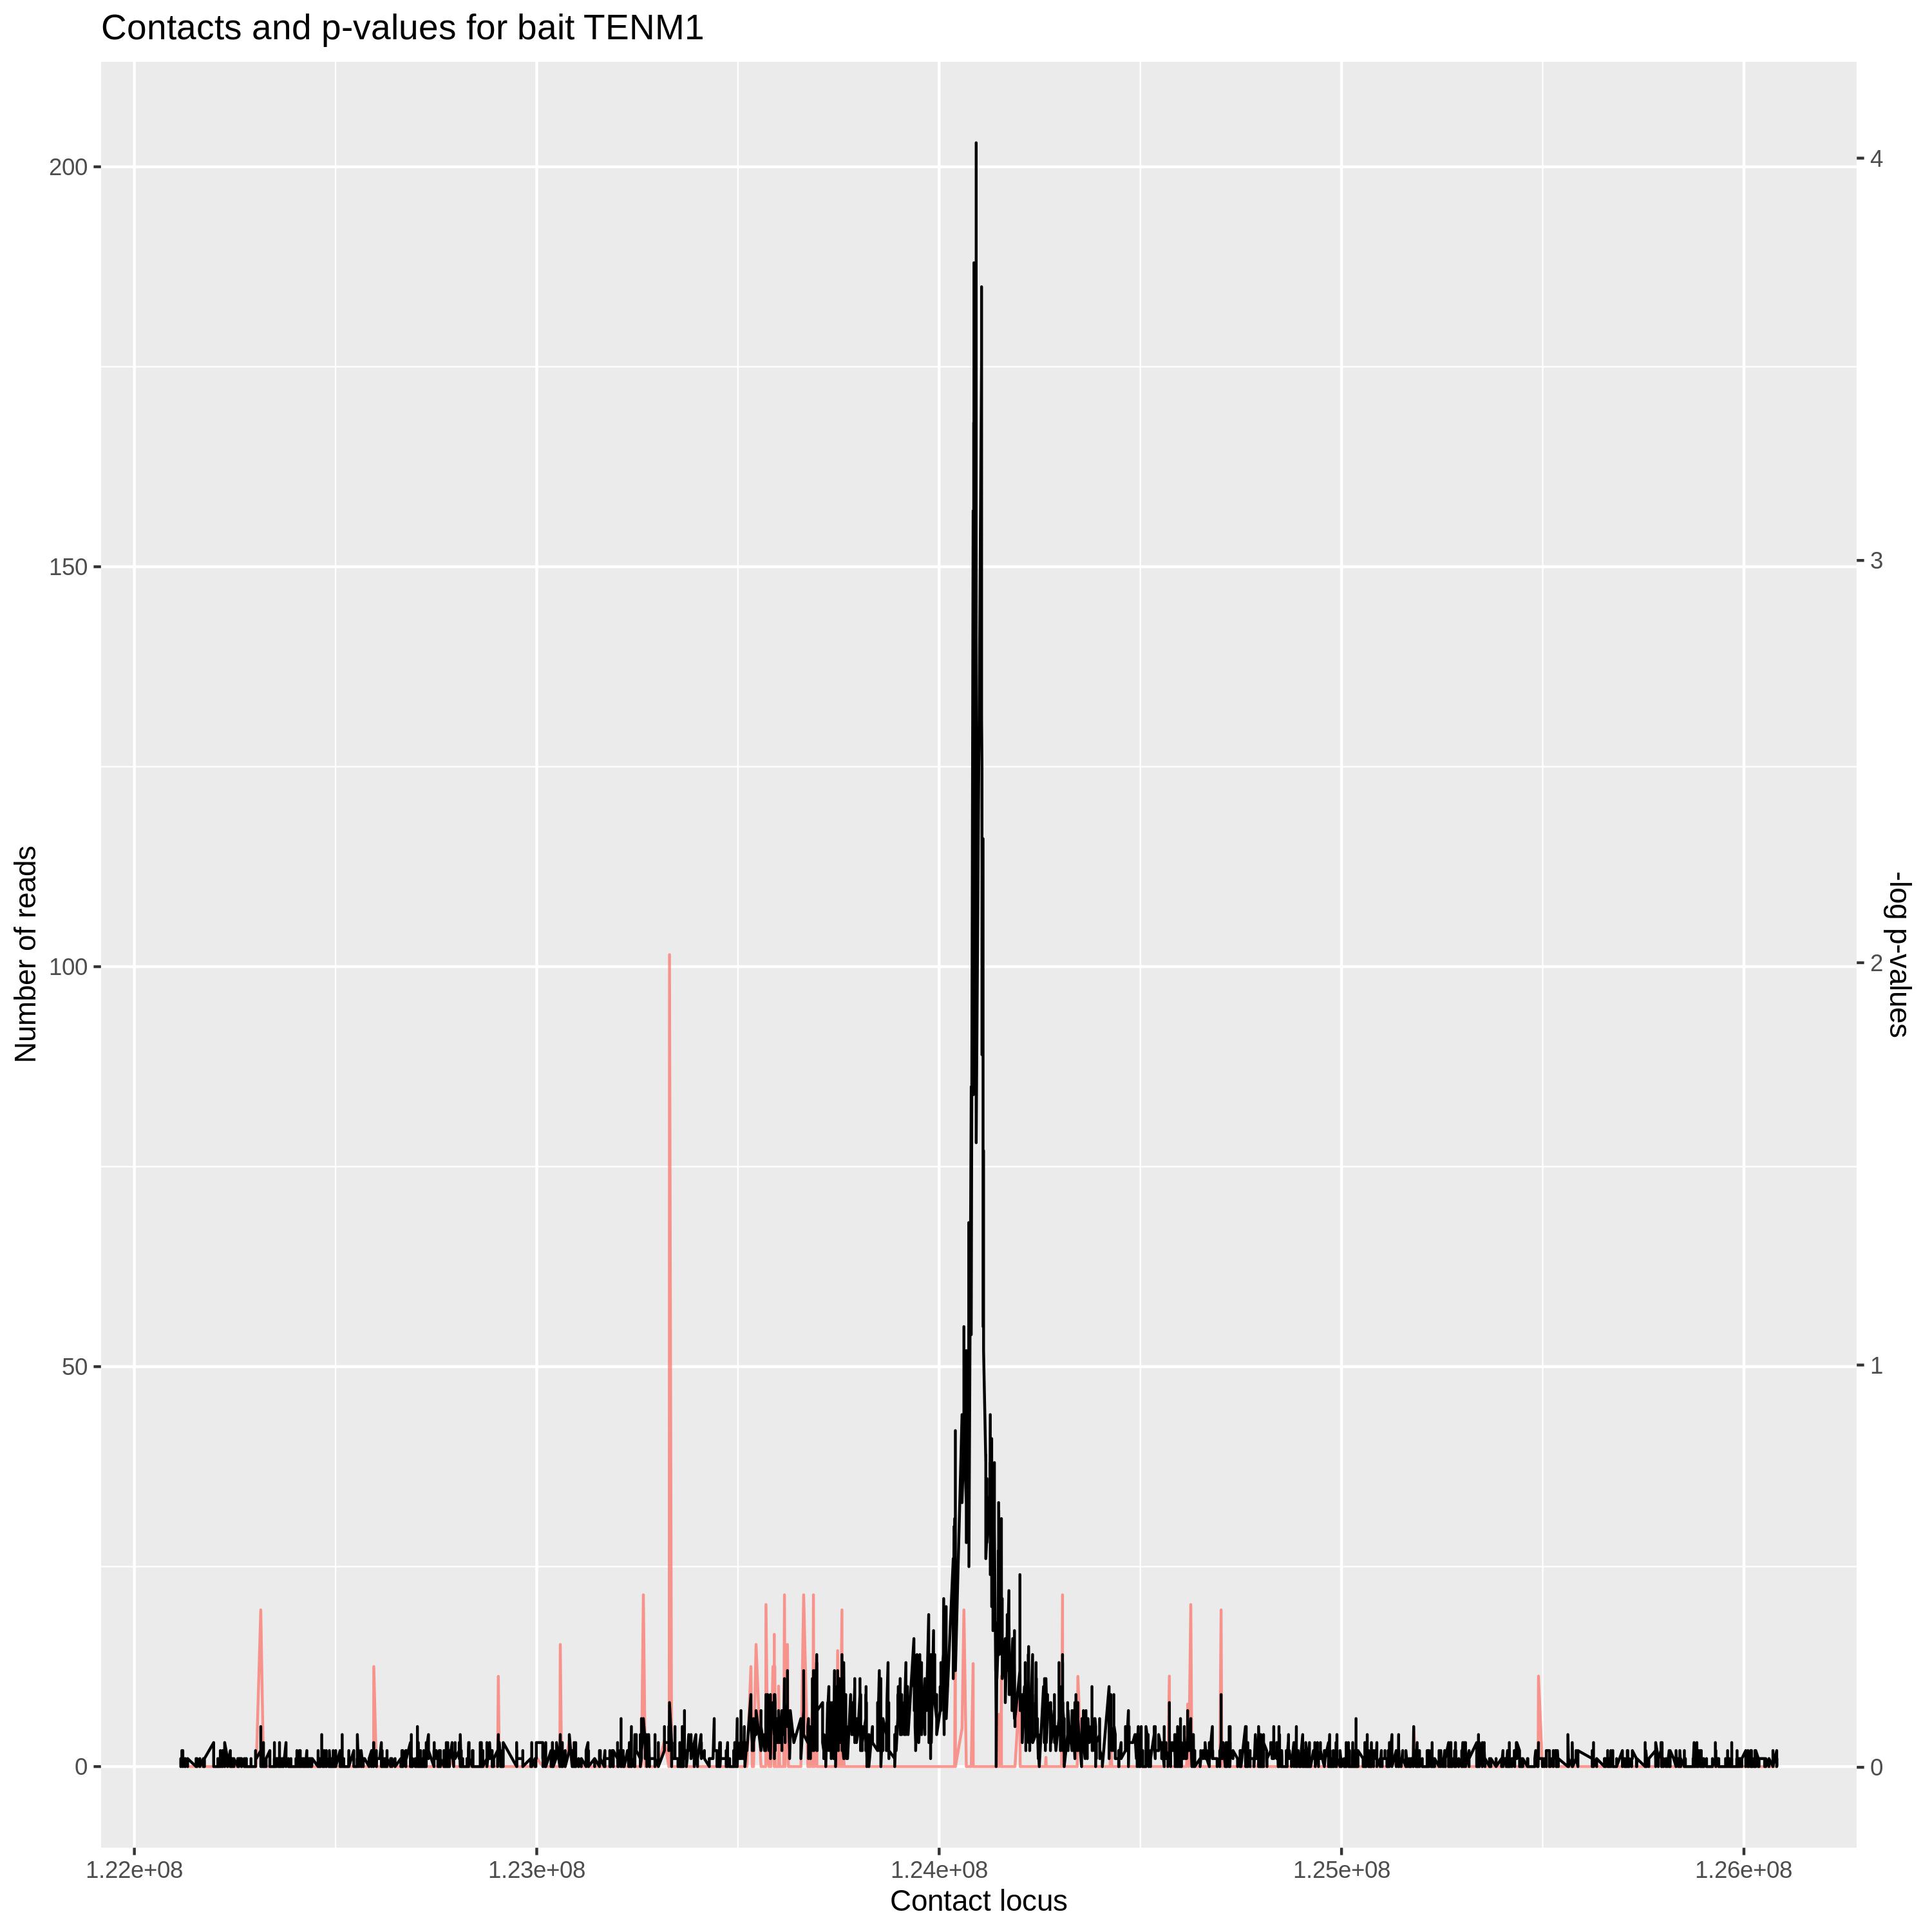 Contacts and p-values for bait TENM1
200
150
100
50
0
Number of reads
4
3
2
1
0
-log p-values
1.22e+08
1.23e+08
1.24e+08
1.25e+08
1.26e+08
Contact locus